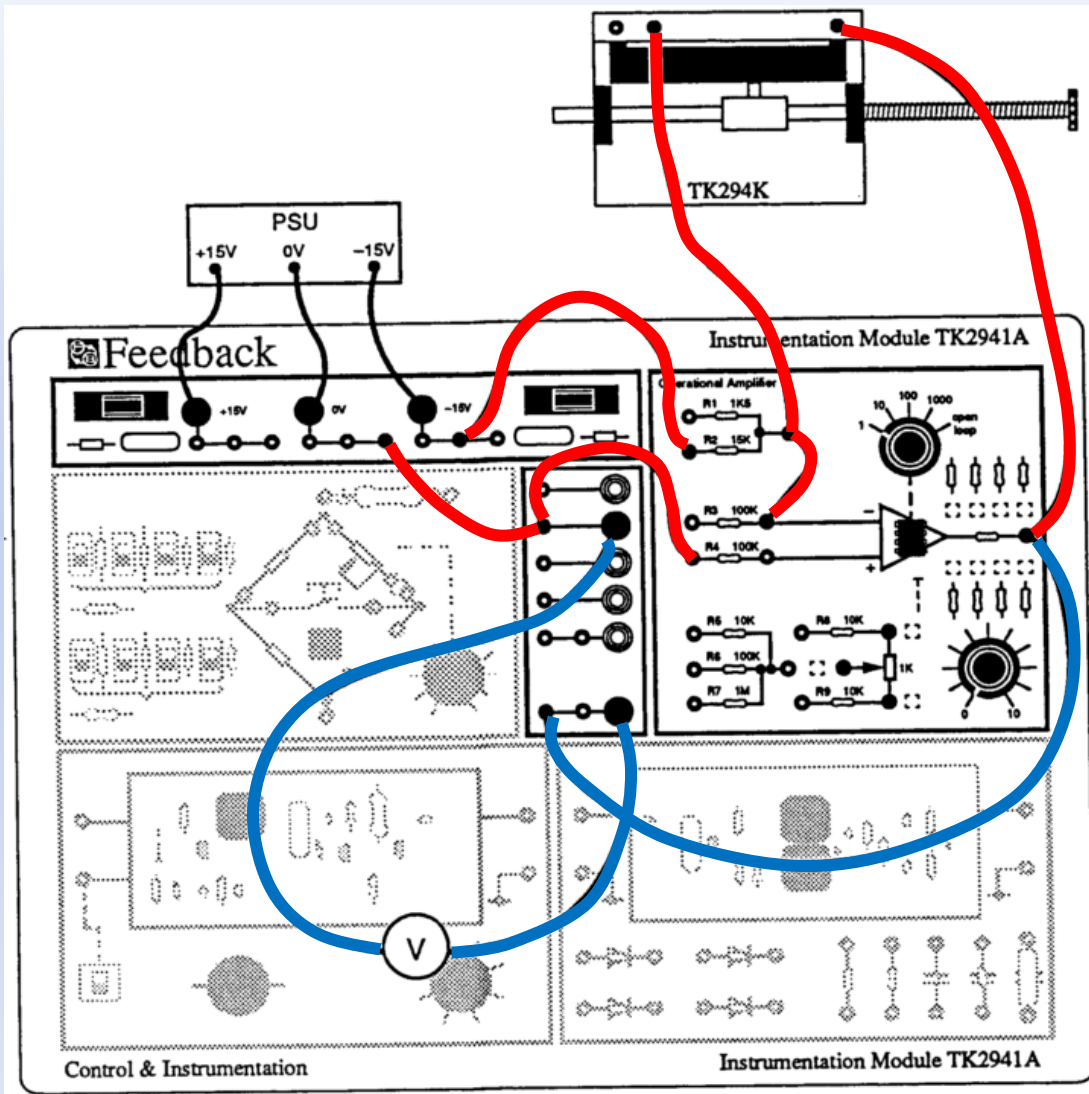 TK294K
PSU
+15V 0V –15V
Feedback
Instrumentation Module TK2941A
+15V 0V –15V
Operational Amplifier
R1 1K5
R2 15K
R3 100K
R4 100K
1 10 100 1000 open loop
–
+
R5 10K
R6 100K
R7 1M
R8 10K
1K
R9 10K
0 10
V
Control & Instrumentation
Instrumentation Module TK2941A